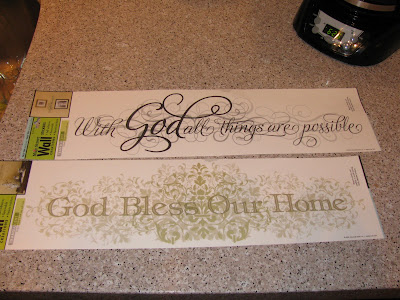 With God all things are possible
Wall
God Bless Our Home